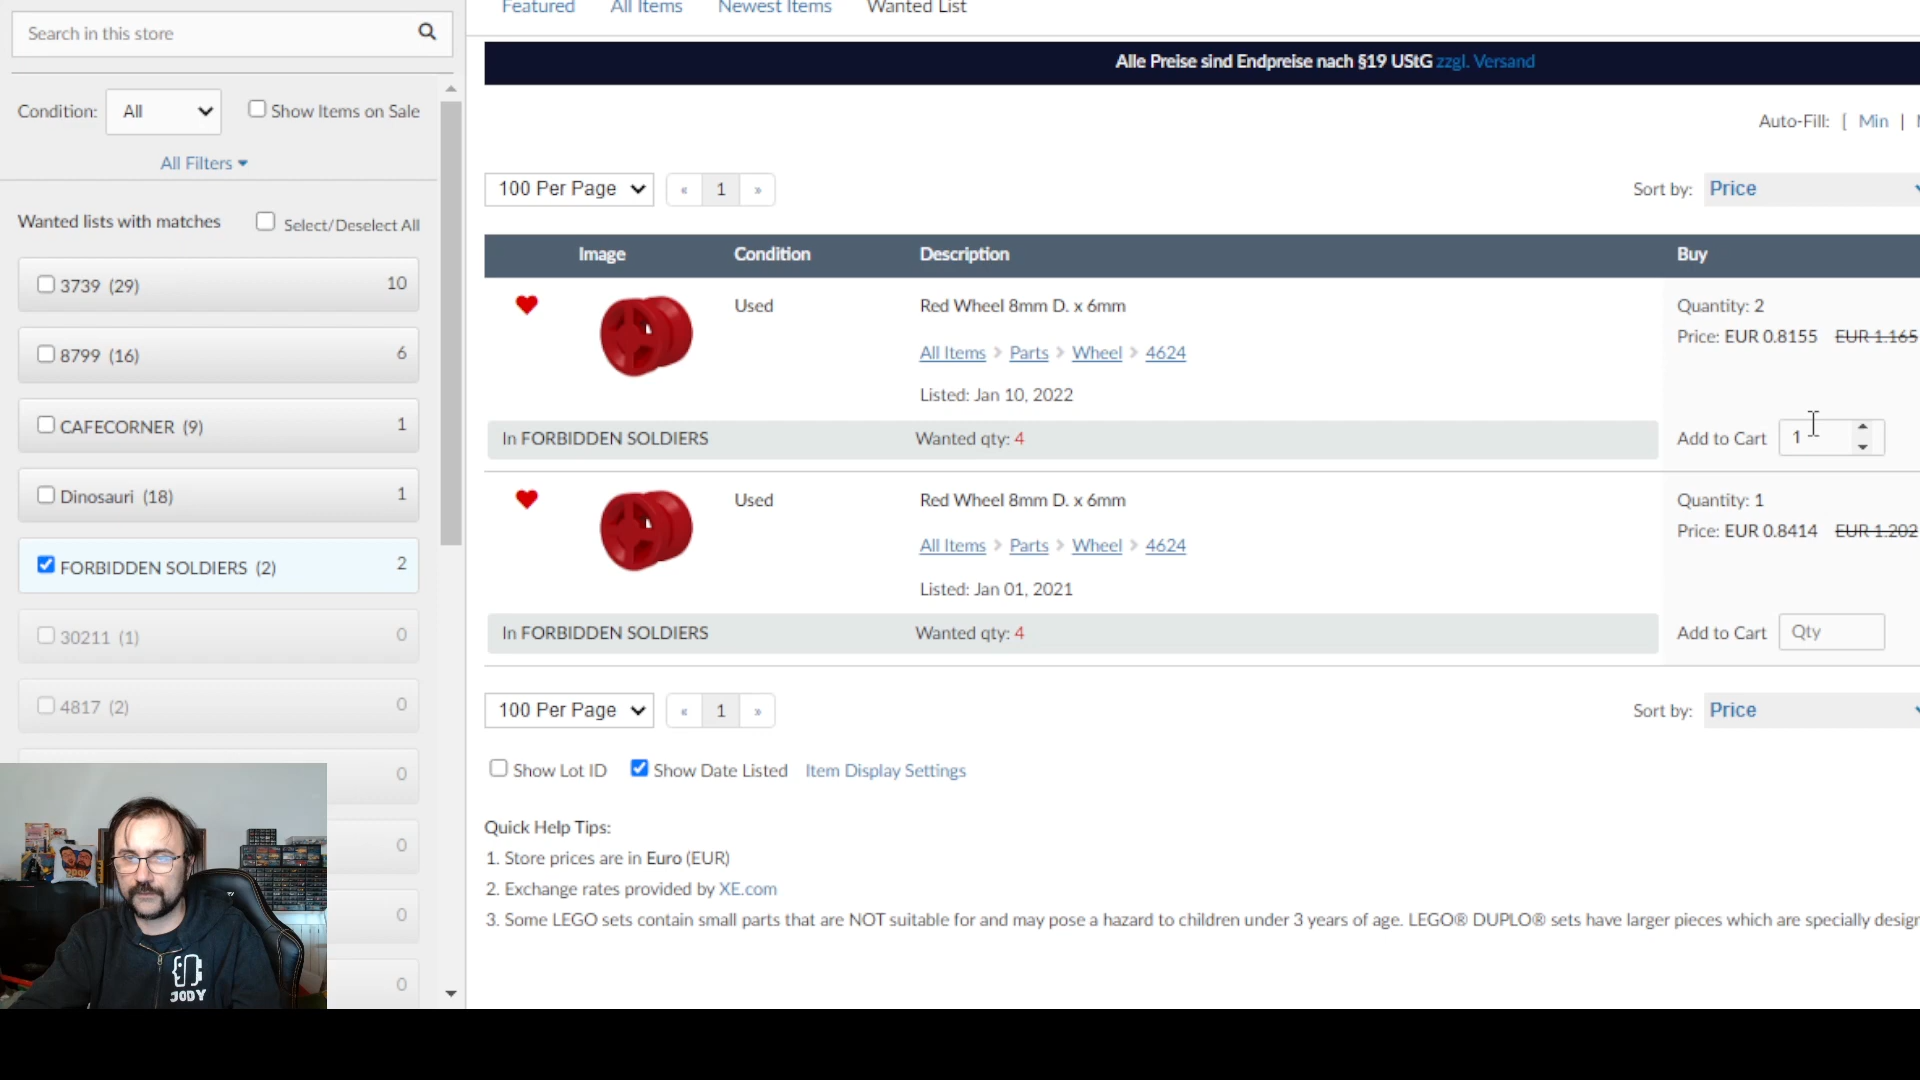 Featured All Items Newest Items Wanted List
Search in this store
Alle Preise sind Endpreise nach §19 UStG zzgl. Versand
Condition: All Show Items on Sale
Auto-Fill: [ Min |
All Filters
100 Per Page « 1 »
Sort by: Price
Wanted lists with matches Select/Deselect All
3739 (29) 10
8799 (16) 6
CAFECORNER (9) 1
Dinosauri (18) 1
FORBIDDEN SOLDIERS (2) 2
30211 (1) 0
4817 (2) 0
0
0
0
0
Image Condition Description Buy
Used Red Wheel 8mm D. x 6mm Quantity: 2
Price: EUR 0.8155 EUR 1.165
All Items > Parts > Wheel > 4624
Listed: Jan 10, 2022
In FORBIDDEN SOLDIERS Wanted qty: 4 Add to Cart 1
Used Red Wheel 8mm D. x 6mm Quantity: 1
Price: EUR 0.8414 EUR 1.202
All Items > Parts > Wheel > 4624
Listed: Jan 01, 2021
In FORBIDDEN SOLDIERS Wanted qty: 4 Add to Cart Qty
100 Per Page « 1 » Sort by: Price
Show Lot ID Show Date Listed Item Display Settings
Quick Help Tips:
1. Store prices are in Euro (EUR)
2. Exchange rates provided by XE.com
3. Some LEGO sets contain small parts that are NOT suitable for and may pose a hazard to children under 3 years of age. LEGO® DUPLO® sets have larger pieces which are specially
JODY